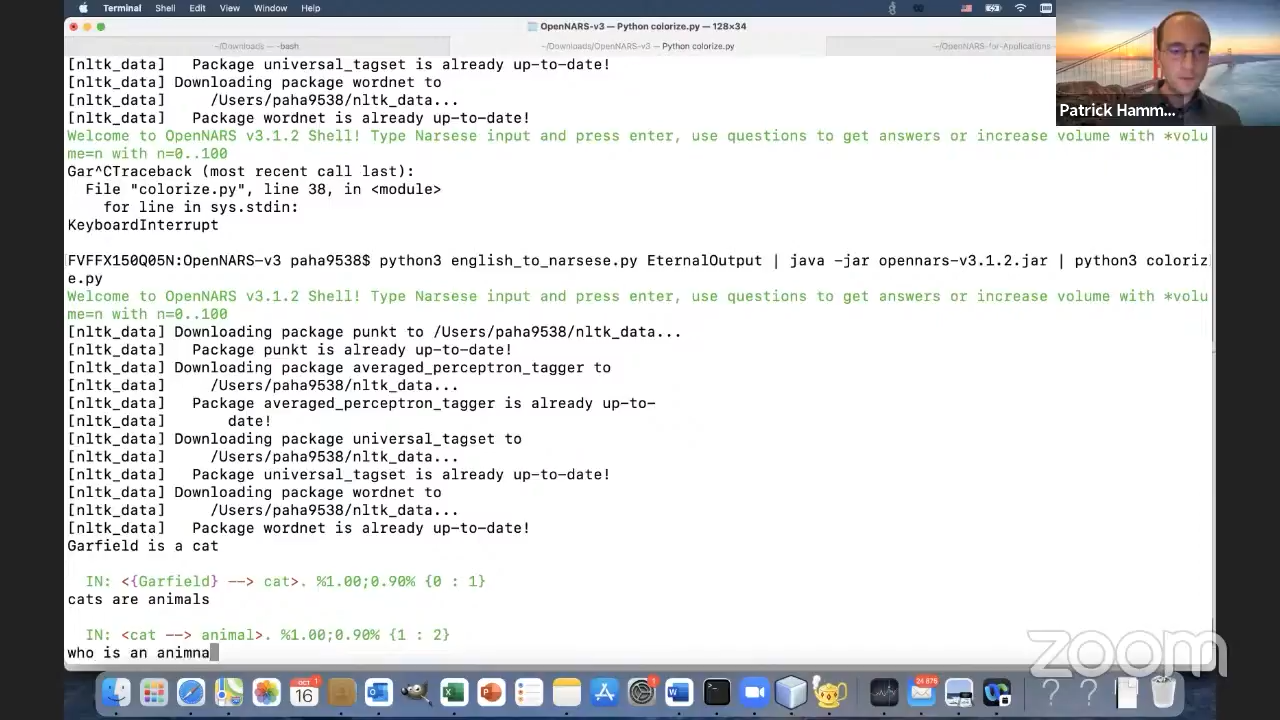 Terminal Shell Edit View Window Help
OpenNARS-v3 — Python colorize.py — 128×34
~/Downloads — -bash
~/Downloads/OpenNARS-v3 — Python colorize.py
~/OpenNARS-for-Applications
Patrick Hamm...
[nltk_data]   Package universal_tagset is already up-to-date!
[nltk_data] Downloading package wordnet to
[nltk_data]     /Users/paha9538/nltk_data...
[nltk_data]   Package wordnet is already up-to-date!
Welcome to OpenNARS v3.1.2 Shell! Type Narsese input and press enter, use questions to get answers or increase volume with *volu
me=n with n=0..100
Gar^CTraceback (most recent call last):
  File "colorize.py", line 38, in <module>
    for line in sys.stdin:
KeyboardInterrupt
FVFFX150Q05N:OpenNARS-v3 paha9538$ python3 english_to_narsese.py EternalOutput | java -jar opennars-v3.1.2.jar | python3 coloriz
e.py
Welcome to OpenNARS v3.1.2 Shell! Type Narsese input and press enter, use questions to get answers or increase volume with *volu
me=n with n=0..100
[nltk_data] Downloading package punkt to /Users/paha9538/nltk_data...
[nltk_data]   Package punkt is already up-to-date!
[nltk_data] Downloading package averaged_perceptron_tagger to
[nltk_data]     /Users/paha9538/nltk_data...
[nltk_data]   Package averaged_perceptron_tagger is already up-to-
[nltk_data]       date!
[nltk_data] Downloading package universal_tagset to
[nltk_data]     /Users/paha9538/nltk_data...
[nltk_data]   Package universal_tagset is already up-to-date!
[nltk_data] Downloading package wordnet to
[nltk_data]     /Users/paha9538/nltk_data...
[nltk_data]   Package wordnet is already up-to-date!
Garfield is a cat
  IN: <{Garfield} --> cat>. %1.00;0.90% {0 : 1}
cats are animals
  IN: <cat --> animal>. %1.00;0.90% {1 : 2}
who is an animna
zoom
OCT 1
16
1
24 876